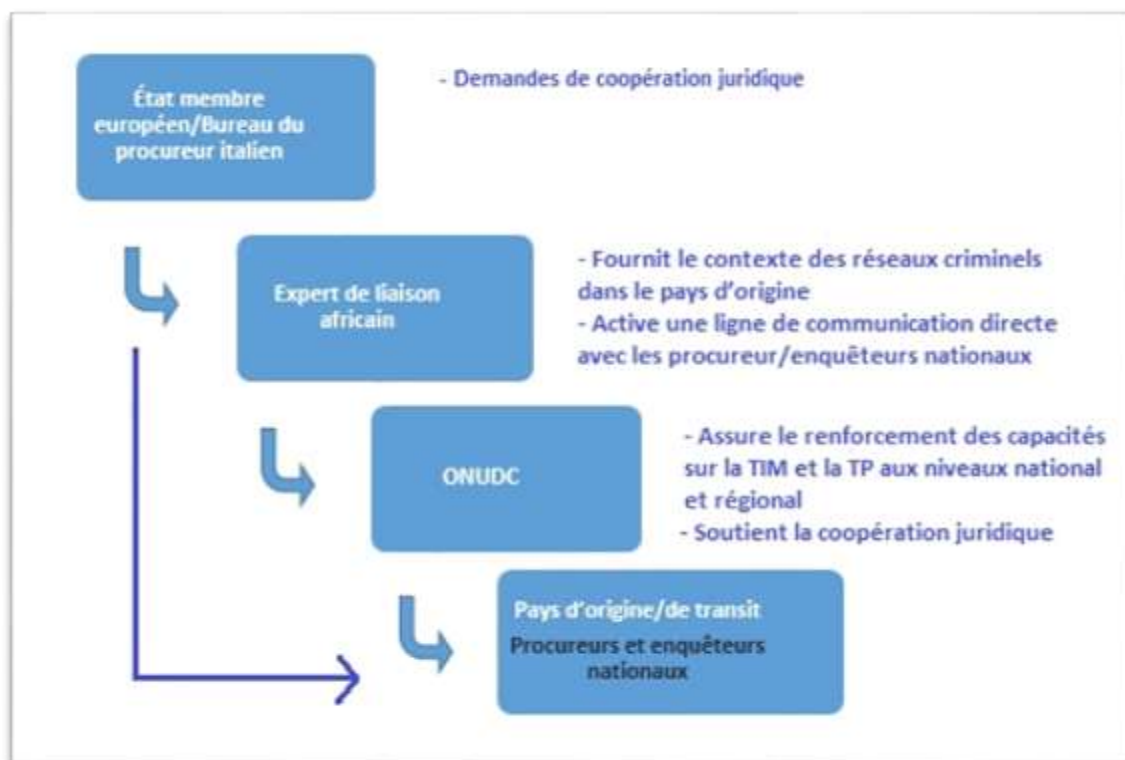 État membre
européen/Bureau du
procureur italien
- Demandes de coopération juridique
Expert de liaison
africain
- Fournit le contexte des réseaux criminels
dans le pays d'origine
- Active une ligne de communication directe
avec les procureur/enquêteurs nationaux
ONUDC
- Assure le renforcement des capacités
sur la TIM et la TP aux niveaux national
et régional
- Soutient la coopération juridique
Pays d'origine/de transit
Procureurs et enquêteurs
nationaux